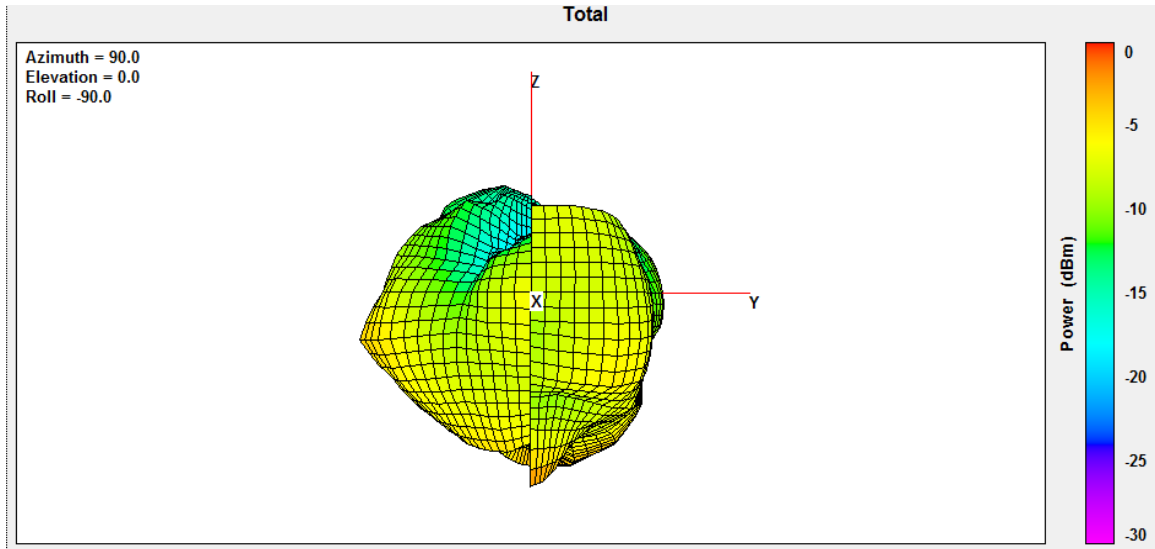 Total
Azimuth = 90.0
Elevation = 0.0
Roll = -90.0
Z
X
Y
0
-5
-10
-15
-20
-25
-30
Power (dBm)